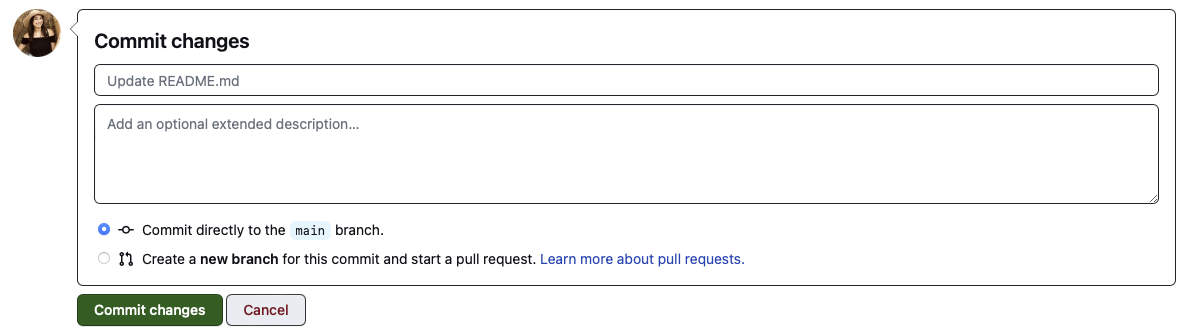 Commit changes
Update README.md
Add an optional extended description…
Commit directly to the main branch.
Create a new branch for this commit and start a pull request. Learn more about pull requests.
Commit changes
Cancel